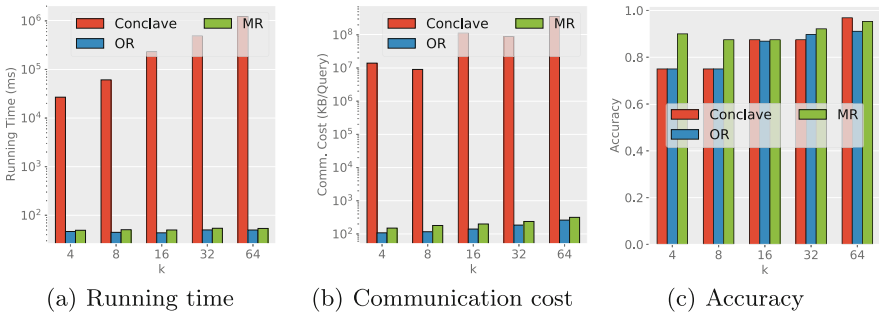 Running Time (ms)
10^6
10^5
10^4
10^3
10^2
Conclave
OR
MR
4 8 16 32 64
k
(a) Running time
Comm. Cost (KB/Query)
10^8
10^7
10^6
10^5
10^4
10^3
10^2
Conclave
OR
MR
4 8 16 32 64
k
(b) Communication cost
Accuracy
1.0
0.8
0.6
0.4
0.2
0.0
Conclave
OR
MR
4 8 16 32 64
k
(c) Accuracy